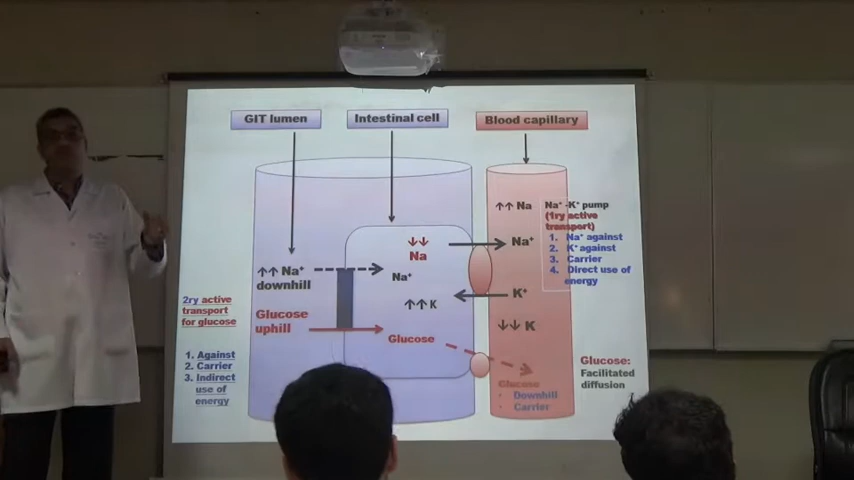 GIT lumen
Intestinal cell
Blood capillary
↑↑ Na
Na⁺ -K⁺ pump
(1ry active
transport)
1. Na⁺ against
2. K⁺ against
3. Carrier
4. Direct use of
energy
↓↓
Na
Na⁺
↑↑ Na⁺
downhill
Na⁺
K⁺
↑↑ K
↓↓ K
2ry active
transport
for glucose
Glucose
uphill
Glucose
1. Against
2. Carrier
3. Indirect
use of
energy
Glucose
· Downhill
· Carrier
Glucose:
Facilitated
diffusion